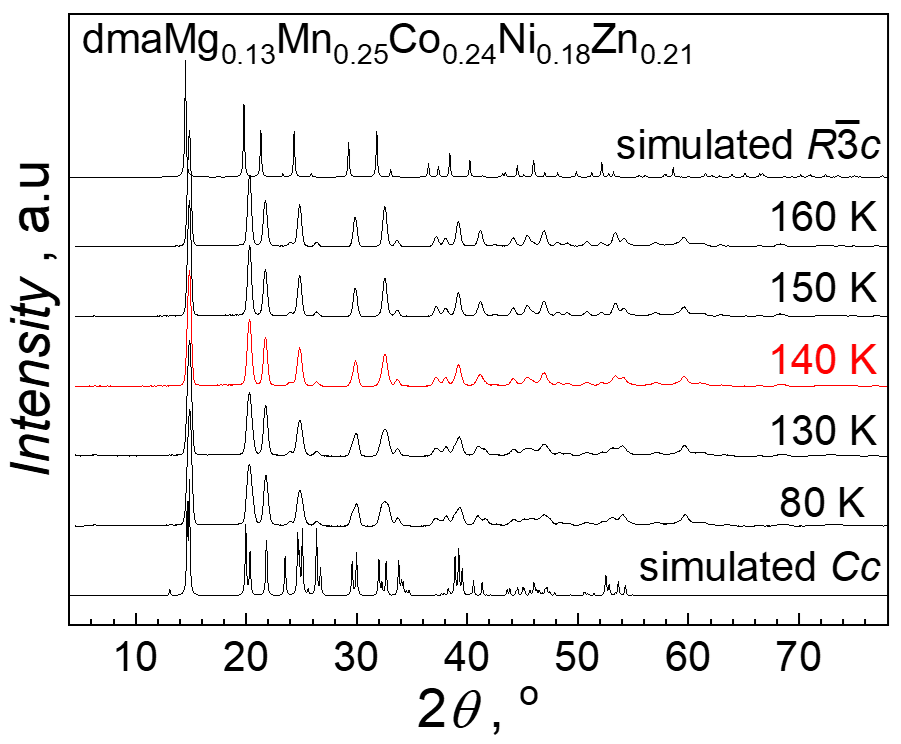 dmaMg0.13Mn0.25Co0.24Ni0.18Zn0.21
simulated R3̅c
160 K
150 K
140 K
130 K
80 K
simulated Cc
Intensity , a.u
10 20 30 40 50 60 70
2θ , o